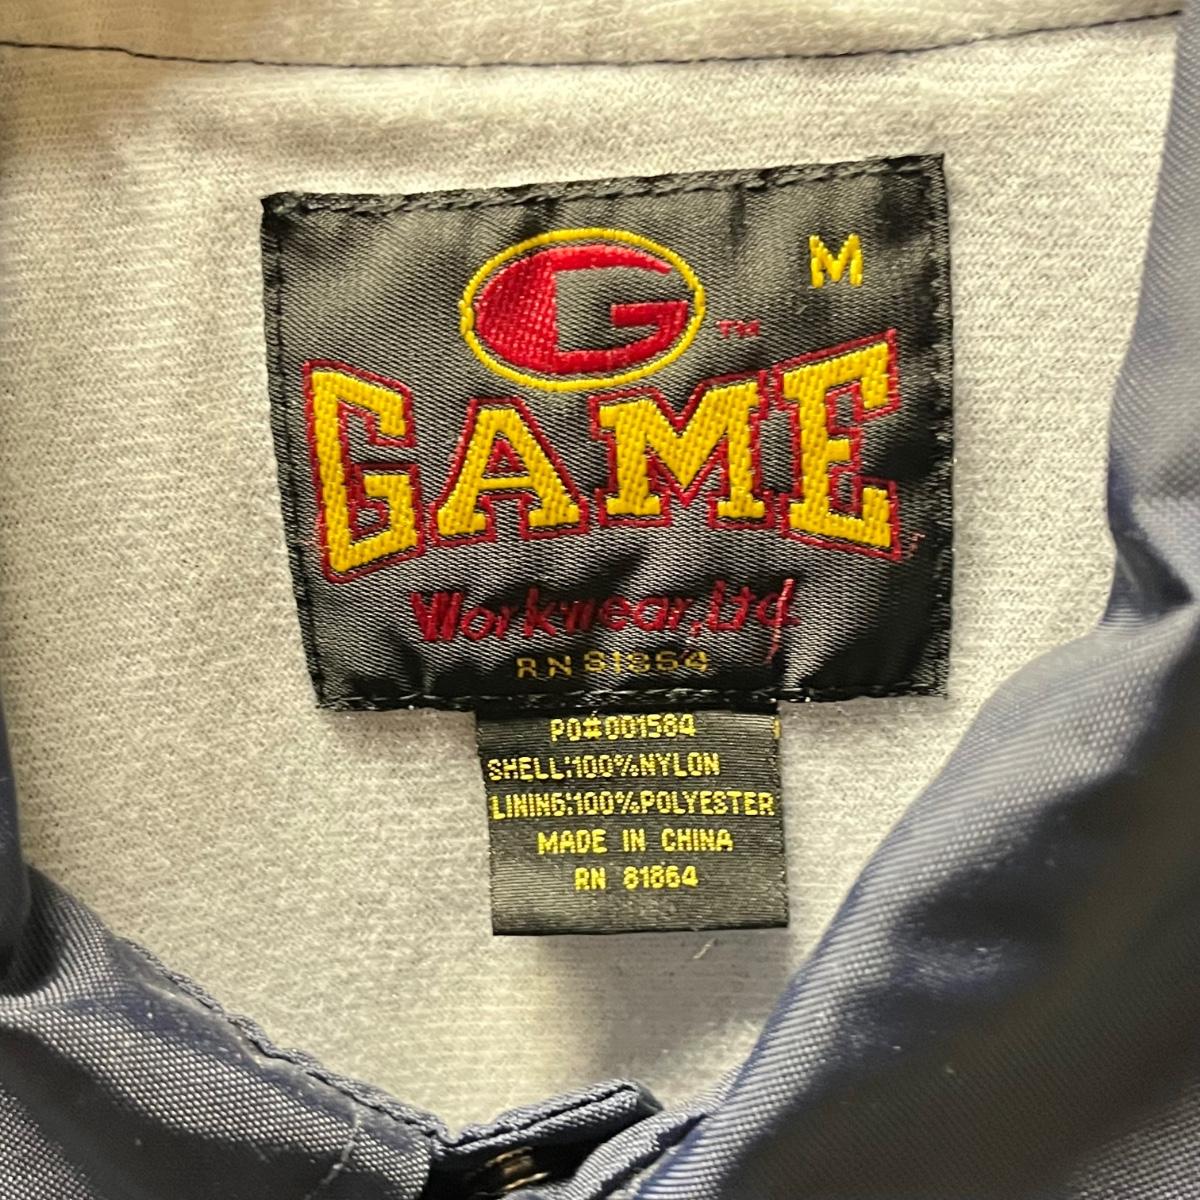 G M
TM
GAME
Workwear, Ltd.
RN 81864
PO#001584
SHELL:100%NYLON
LINING:100%POLYESTER
MADE IN CHINA
RN 81864